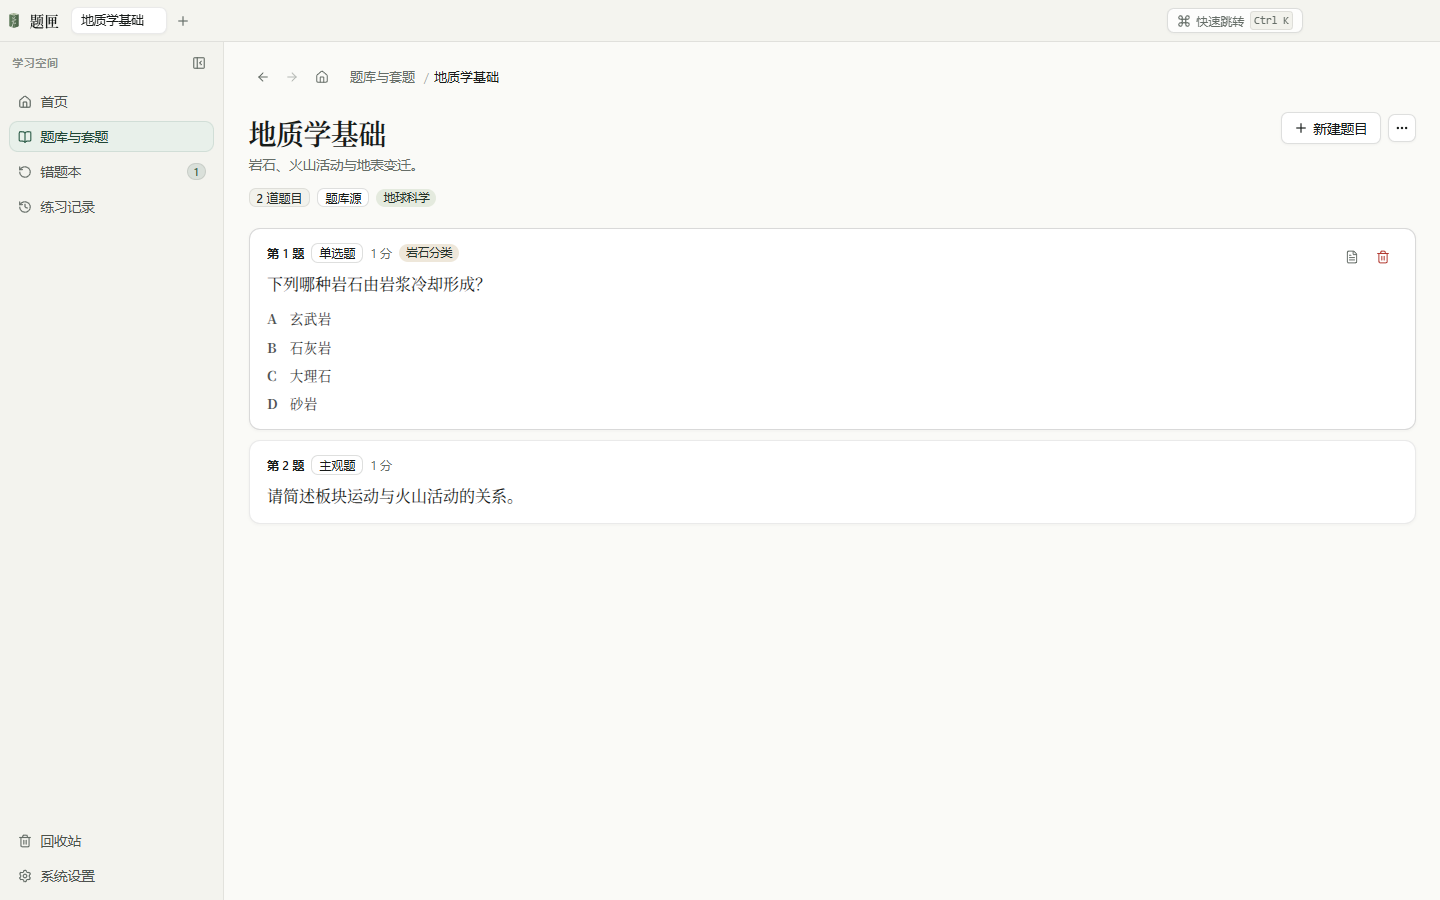 题匣
地质学基础
快速跳转 Ctrl K
学习空间
首页
题库与套题
错题本 1
练习记录
回收站
系统设置
题库与套题 / 地质学基础
地质学基础
新建题目
岩石、火山活动与地表变迁。
2 道题目 题库源 地球科学
第 1 题 单选题 1 分 岩石分类
下列哪种岩石由岩浆冷却形成?
A 玄武岩
B 石灰岩
C 大理石
D 砂岩
第 2 题 主观题 1 分
请简述板块运动与火山活动的关系。